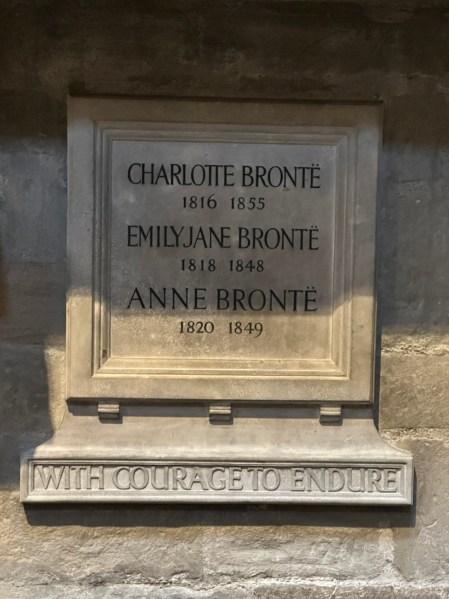 CHARLOTTE BRONTË
1816 1855
EMILY JANE BRONTË
1818 1848
ANNE BRONTË
1820 1849
WITH COURAGE TO ENDURE